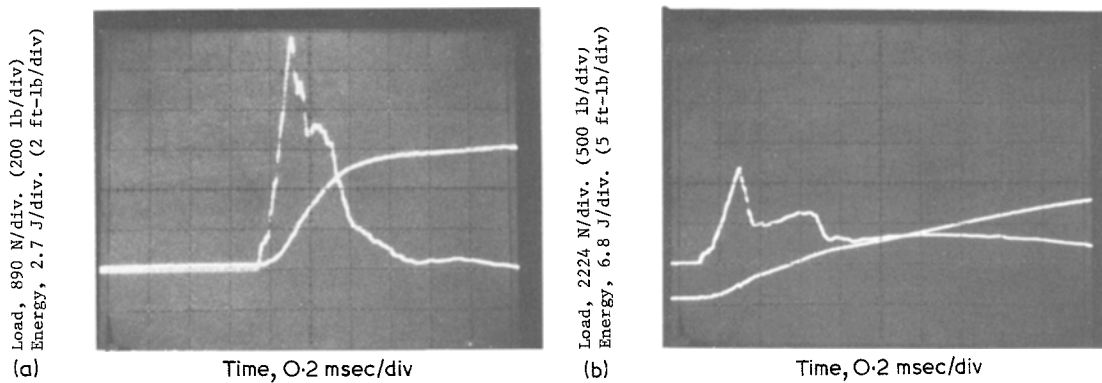 Load, 890 N/div. (200 lb/div)
Energy, 2.7 J/div. (2 ft-lb/div)
(a)
Time, 0·2 msec/div
Load, 2224 N/div. (500 lb/div)
Energy, 6.8 J/div. (5 ft-lb/div)
(b)
Time, 0·2 msec/div